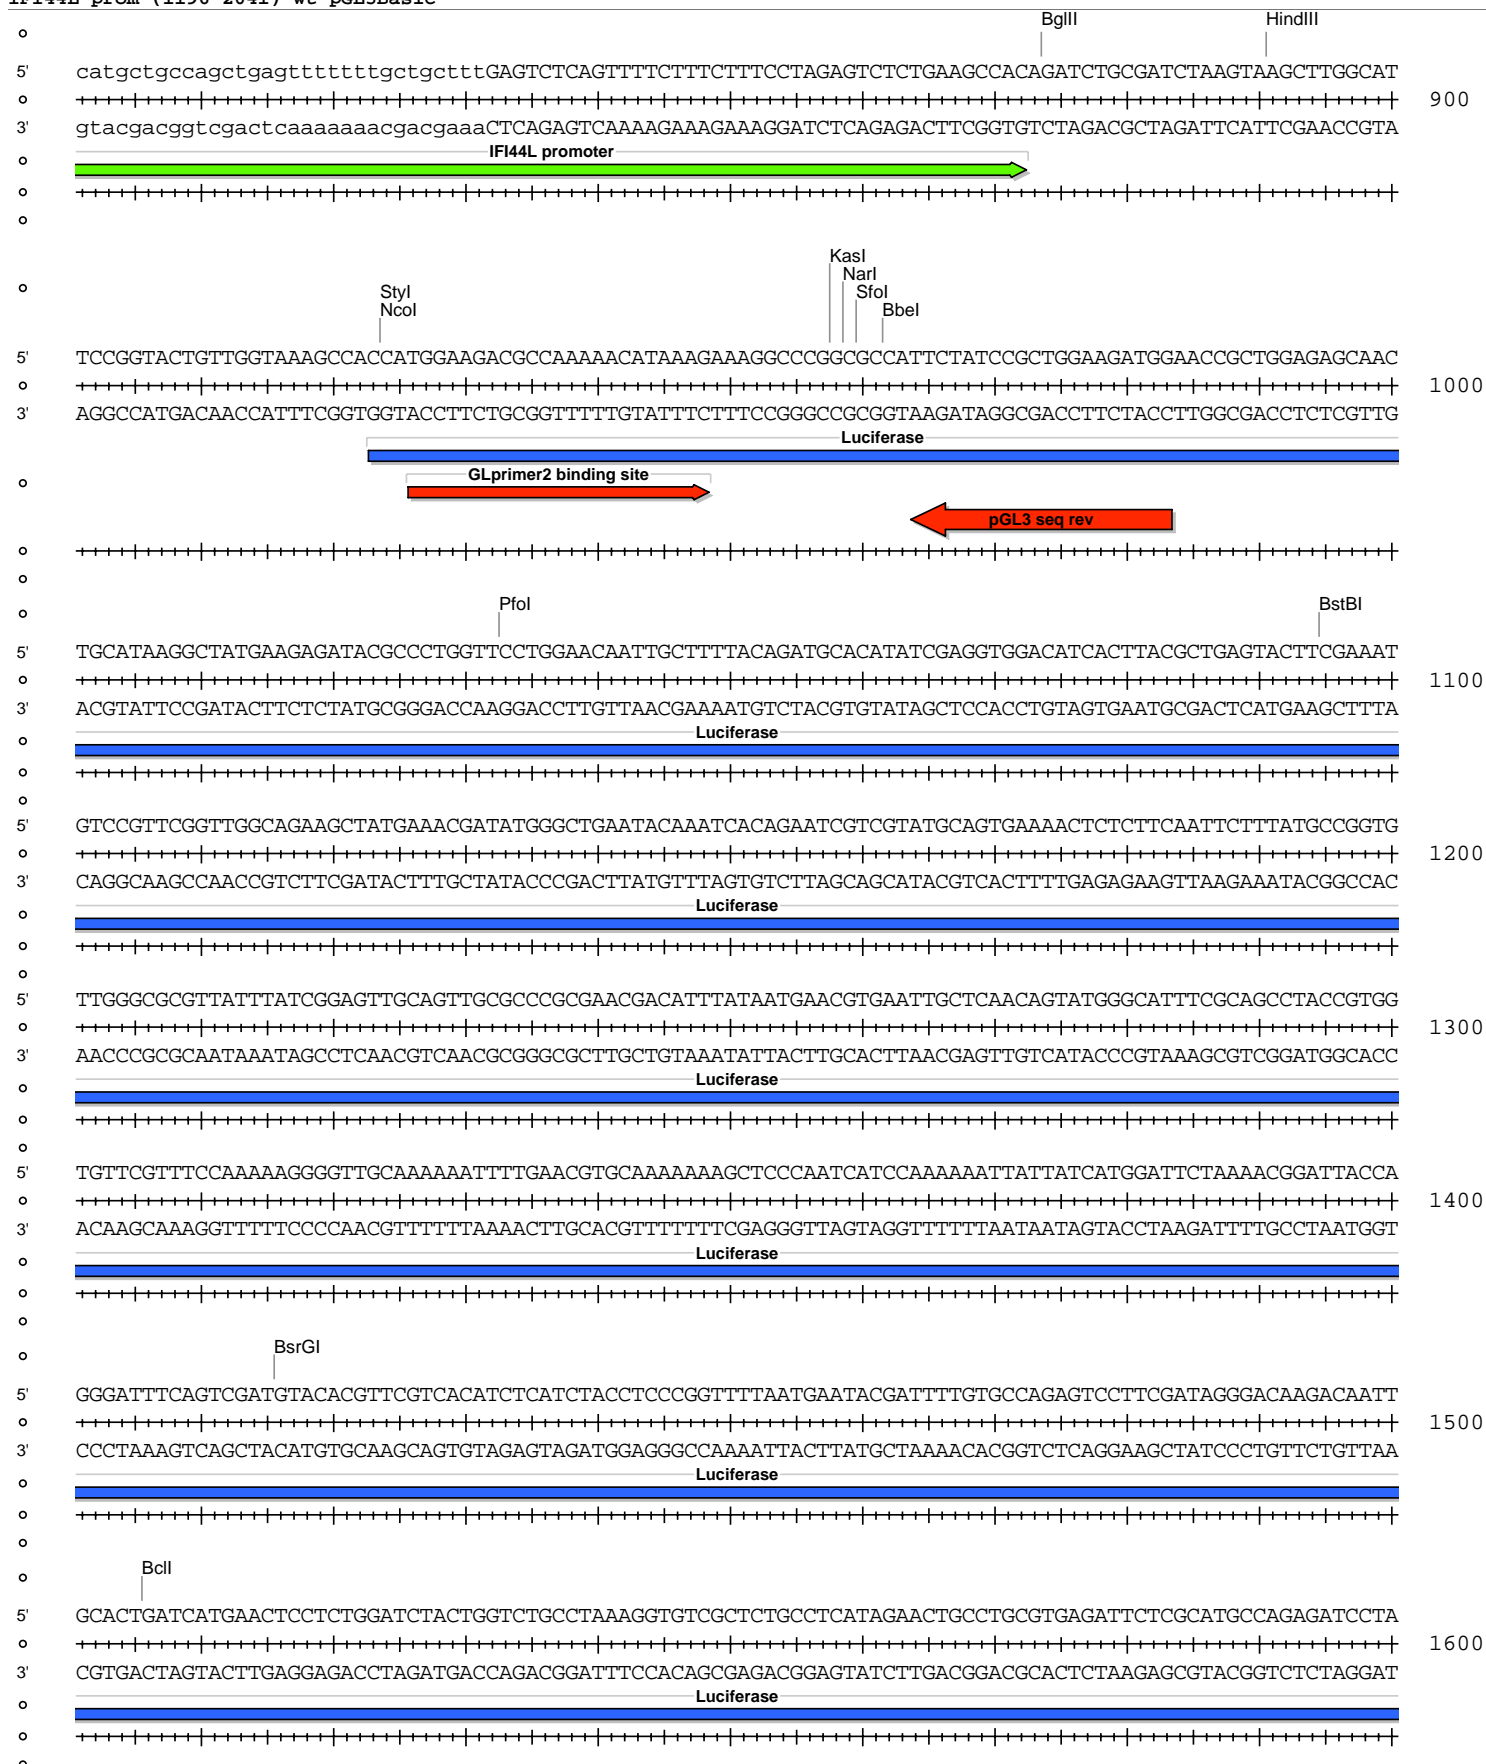 BglII HindIII
5' catgctgccagctgagtttttttgctgctttGAGTCTCAGTTTTCTTTCTTTCCTAGAGTCTCTGAAGCCACAGATCTGCGATCTAAGTAAGCTTGGCAT
900
3' gtacgacggtcgactcaaaaaaacgacgaaaCTCAGAGTCAAAAGAAAGAAAGGATCTCAGAGACTTCGGTGTCTAGACGCTAGATTCATTCGAACCGTA
IFI44L promoter
KasI
NarI
StyI SfoI
NcoI BbeI
5' TCCGGTACTGTTGGTAAAGCCACCATGGAAGACGCCAAAAACATAAAGAAAGGCCCGGCGCCATTCTATCCGCTGGAAGATGGAACCGCTGGAGAGCAAC
1000
3' AGGCCATGACAACCATTTCGGTGGTACCTTCTGCGGTTTTTGTATTTCTTTCCGGGCCGCGGTAAGATAGGCGACCTTCTACCTTGGCGACCTCTCGTTG
Luciferase
GLprimer2 binding site
pGL3 seq rev
PfoI BstBI
5' TGCATAAGGCTATGAAGAGATACGCCCTGGTTCCTGGAACAATTGCTTTTACAGATGCACATATCGAGGTGGACATCACTTACGCTGAGTACTTCGAAAT
1100
3' ACGTATTCCGATACTTCTCTATGCGGGACCAAGGACCTTGTTAACGAAAATGTCTACGTGTATAGCTCCACCTGTAGTGAATGCGACTCATGAAGCTTTA
Luciferase
5' GTCCGTTCGGTTGGCAGAAGCTATGAAACGATATGGGCTGAATACAAATCACAGAATCGTCGTATGCAGTGAAAACTCTCTTCAATTCTTTATGCCGGTG
1200
3' CAGGCAAGCCAACCGTCTTCGATACTTTGCTATACCCGACTTATGTTTAGTGTCTTAGCAGCATACGTCACTTTTGAGAGAAGTTAAGAAATACGGCCAC
Luciferase
5' TTGGGCGCGTTATTTATCGGAGTTGCAGTTGCGCCCGCGAACGACATTTATAATGAACGTGAATTGCTCAACAGTATGGGCATTTCGCAGCCTACCGTGG
1300
3' AACCCGCGCAATAAATAGCCTCAACGTCAACGCGGGCGCTTGCTGTAAATATTACTTGCACTTAACGAGTTGTCATACCCGTAAAGCGTCGGATGGCACC
Luciferase
5' TGTTCGTTTCCAAAAAGGGGTTGCAAAAAATTTTGAACGTGCAAAAAAAGCTCCCAATCATCCAAAAAATTATTATCATGGATTCTAAAACGGATTACCA
1400
3' ACAAGCAAAGGTTTTTCCCCAACGTTTTTTAAAACTTGCACGTTTTTTTCGAGGGTTAGTAGGTTTTTTAATAATAGTACCTAAGATTTTGCCTAATGGT
Luciferase
BsrGI
5' GGGATTTCAGTCGATGTACACGTTCGTCACATCTCATCTACCTCCCGGTTTTAATGAATACGATTTTGTGCCAGAGTCCTTCGATAGGGACAAGACAATT
1500
3' CCCTAAAGTCAGCTACATGTGCAAGCAGTGTAGAGTAGATGGAGGGCCAAAATTACTTATGCTAAAACACGGTCTCAGGAAGCTATCCCTGTTCTGTTAA
Luciferase
BclI
5' GCACTGATCATGAACTCCTCTGGATCTACTGGTCTGCCTAAAGGTGTCGCTCTGCCTCATAGAACTGCCTGCGTGAGATTCTCGCATGCCAGAGATCCTA
1600
3' CGTGACTAGTACTTGAGGAGACCTAGATGACCAGACGGATTTCCACAGCGAGACGGAGTATCTTGACGGACGCACTCTAAGAGCGTACGGTCTCTAGGAT
Luciferase